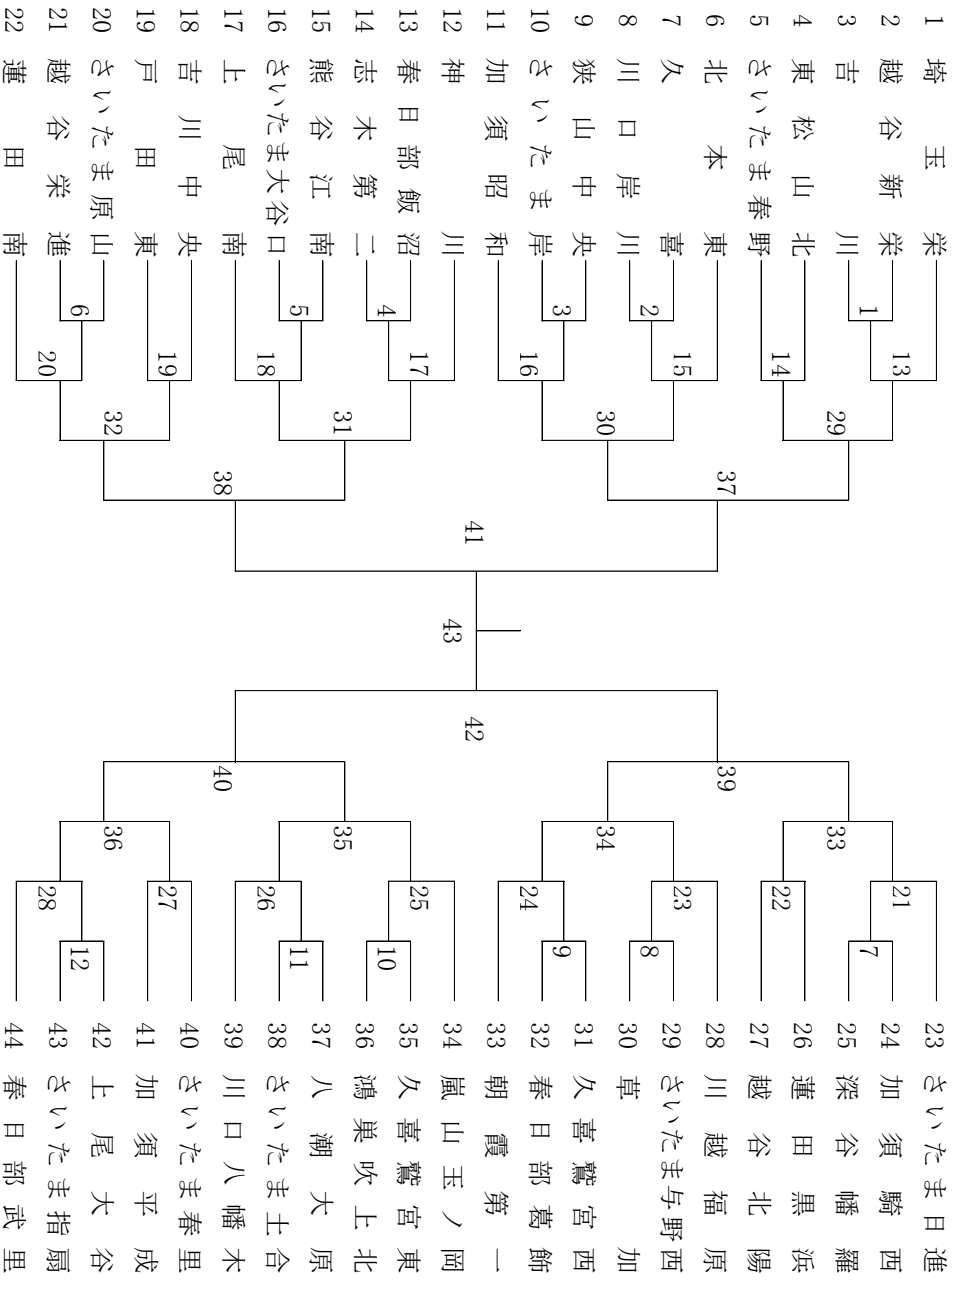 1 埼玉栄
2 越谷新栄
3 吉川
4 東松山北
5 さいたま春野
6 北本東
7 久喜
8 川口岸川
9 狭山中央
10 さいたま岸
11 加須昭和
12 神川
13 春日部飯沼
14 志木第二
15 熊谷江南
16 さいたま大谷口
17 上尾南
18 吉川中央
19 戸田東
20 さいたま原山
21 越谷栄進
22 蓮田南
1
2
3
4
5
6
13
14
15
16
17
18
19
20
29
30
31
32
37
38
41
43
42
39
40
33
34
35
36
21
22
23
24
25
26
27
28
7
8
9
10
11
12
23 さいたま日進
24 加須騎西
25 深谷幡羅
26 蓮田黒浜
27 越谷北陽
28 川越福原
29 さいたま与野西
30 草加
31 久喜鷲宮西
32 春日部葛飾
33 朝霞第一
34 嵐山玉ノ岡
35 久喜鷲宮東
36 鴻巣吹上北
37 八潮大原
38 さいたま土合
39 川口八幡木
40 さいたま春里
41 加須平成
42 上尾大谷
43 さいたま指扇
44 春日部武里